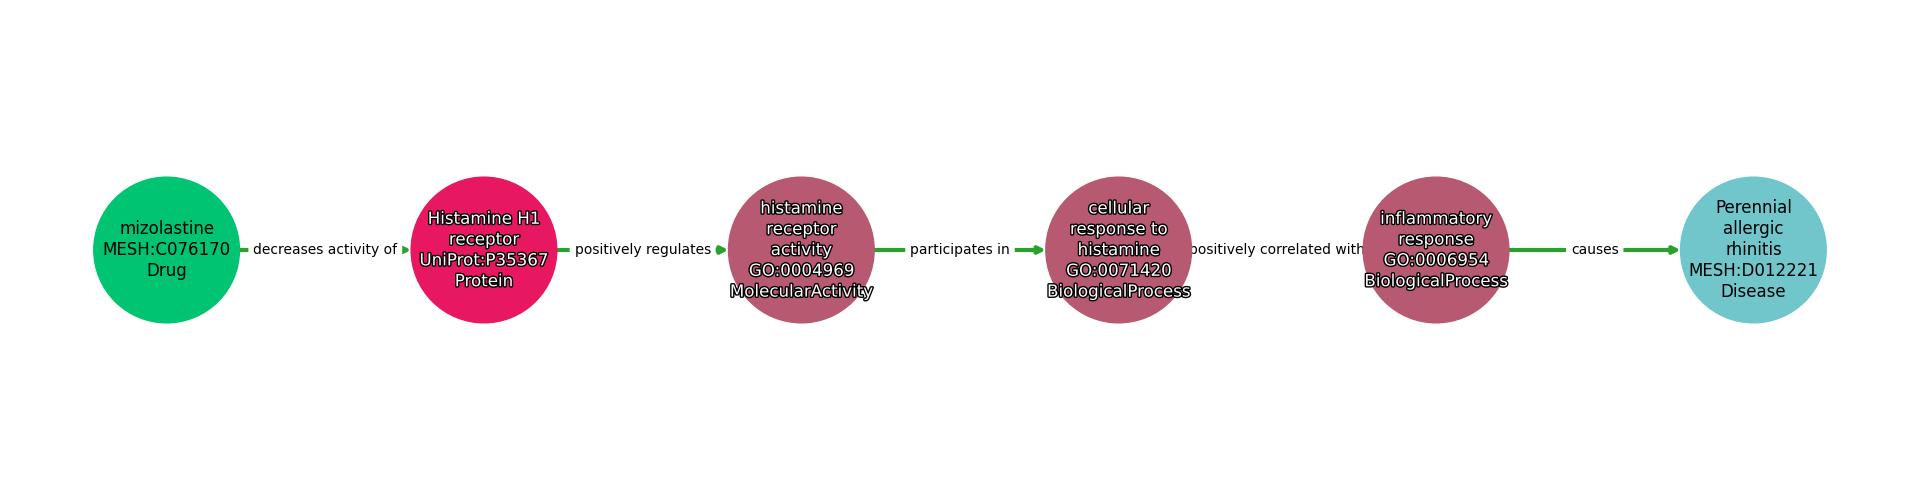 mizolastine
MESH:C076170
Drug
decreases activity of
Histamine H1
receptor
UniProt:P35367
Protein
positively regulates
histamine
receptor
activity
GO:0004969
MolecularActivity
participates in
cellular
response to
histamine
GO:0071420
BiologicalProcess
positively correlated with
inflammatory
response
GO:0006954
BiologicalProcess
causes
Perennial
allergic
rhinitis
MESH:D012221
Disease